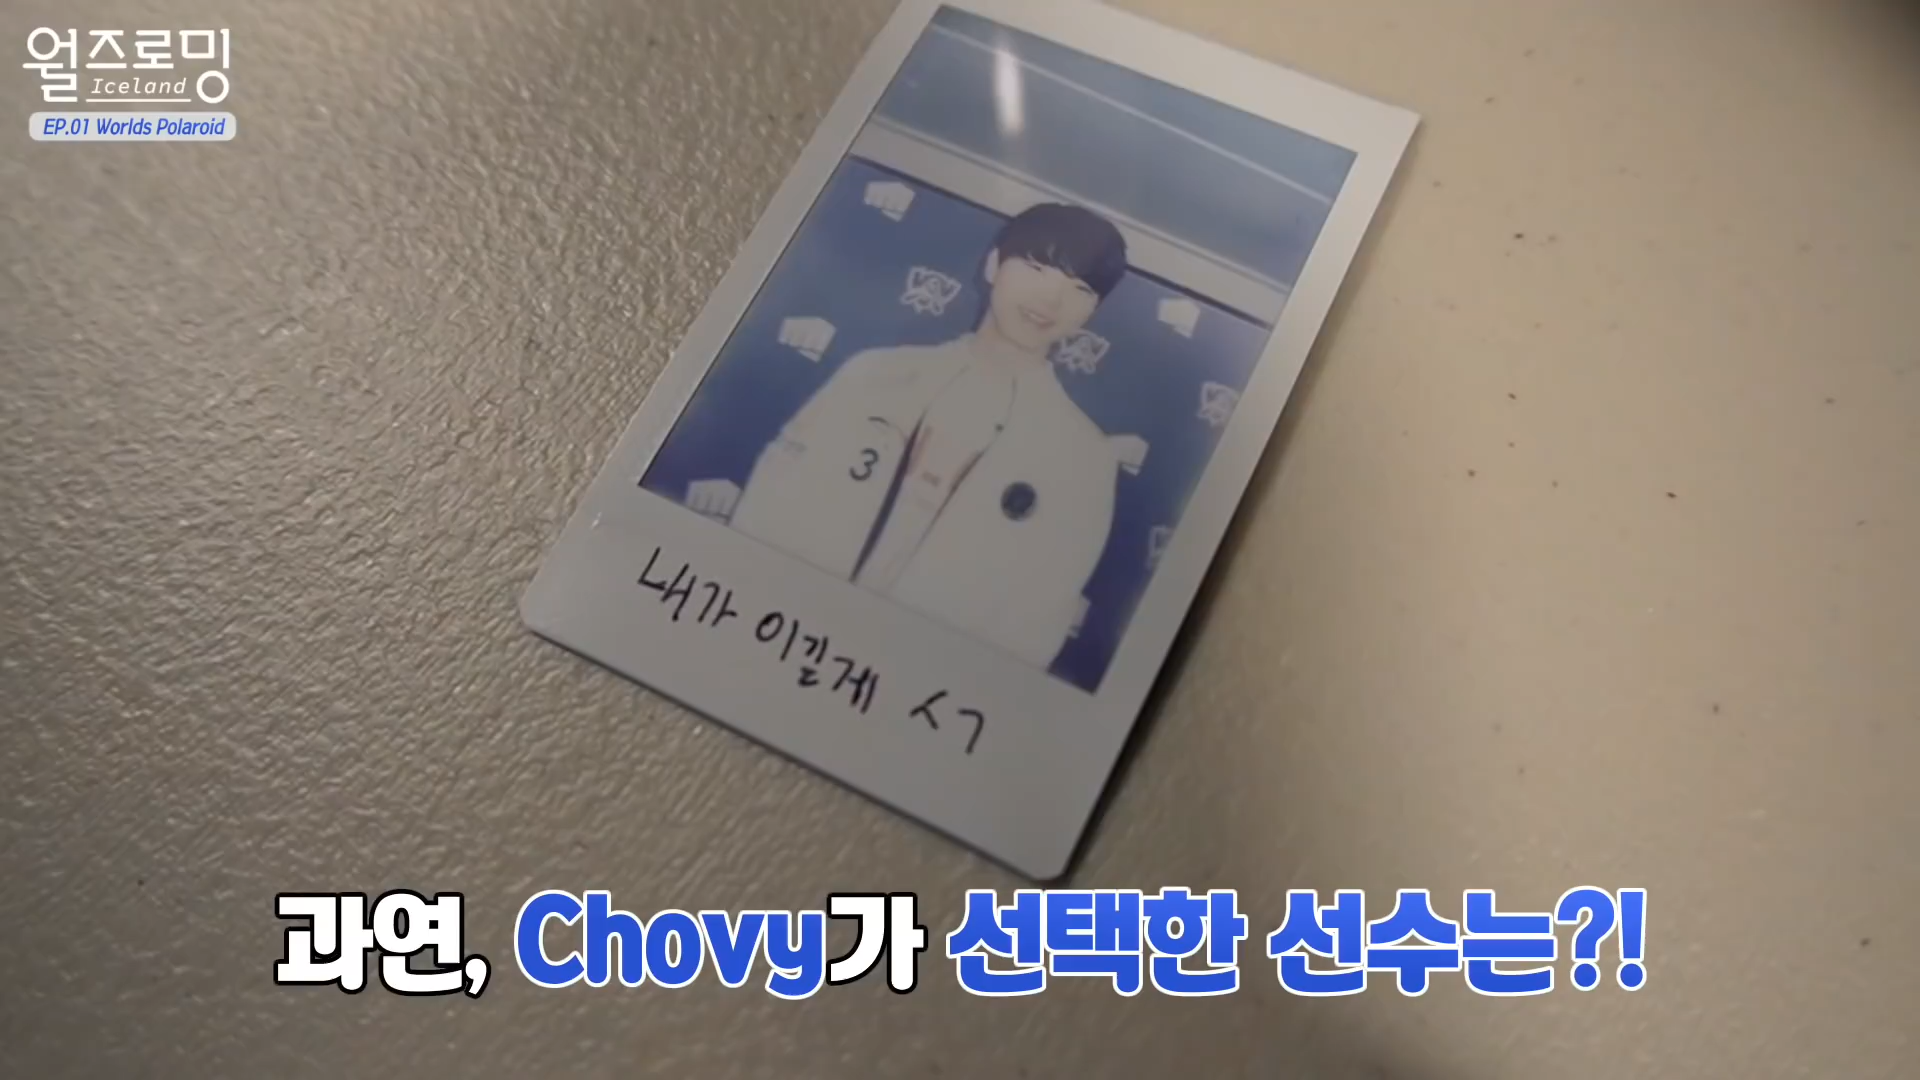 월즈로밍
Iceland
EP.01 Worlds Polaroid
3
내가 이길게 ㅅㄱ
과연, Chovy가 선택한 선수는?!